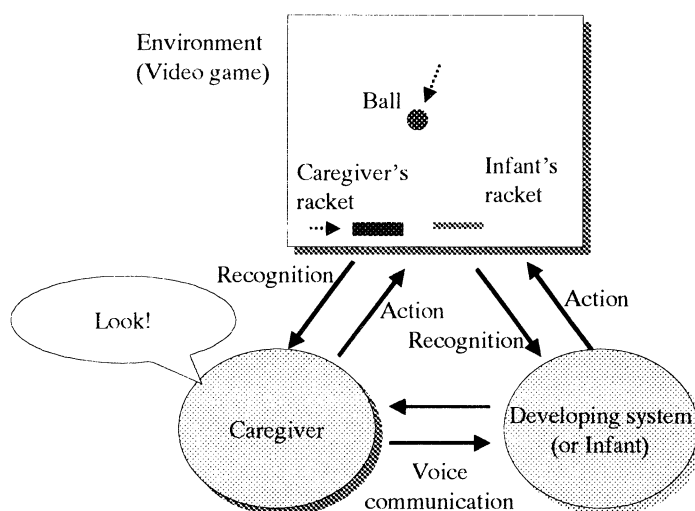 Environment
(Video game)
Ball
Caregiver's
racket
Infant's
racket
Recognition
Action
Recognition
Action
Look!
Caregiver
Developing system
(or Infant)
Voice
communication